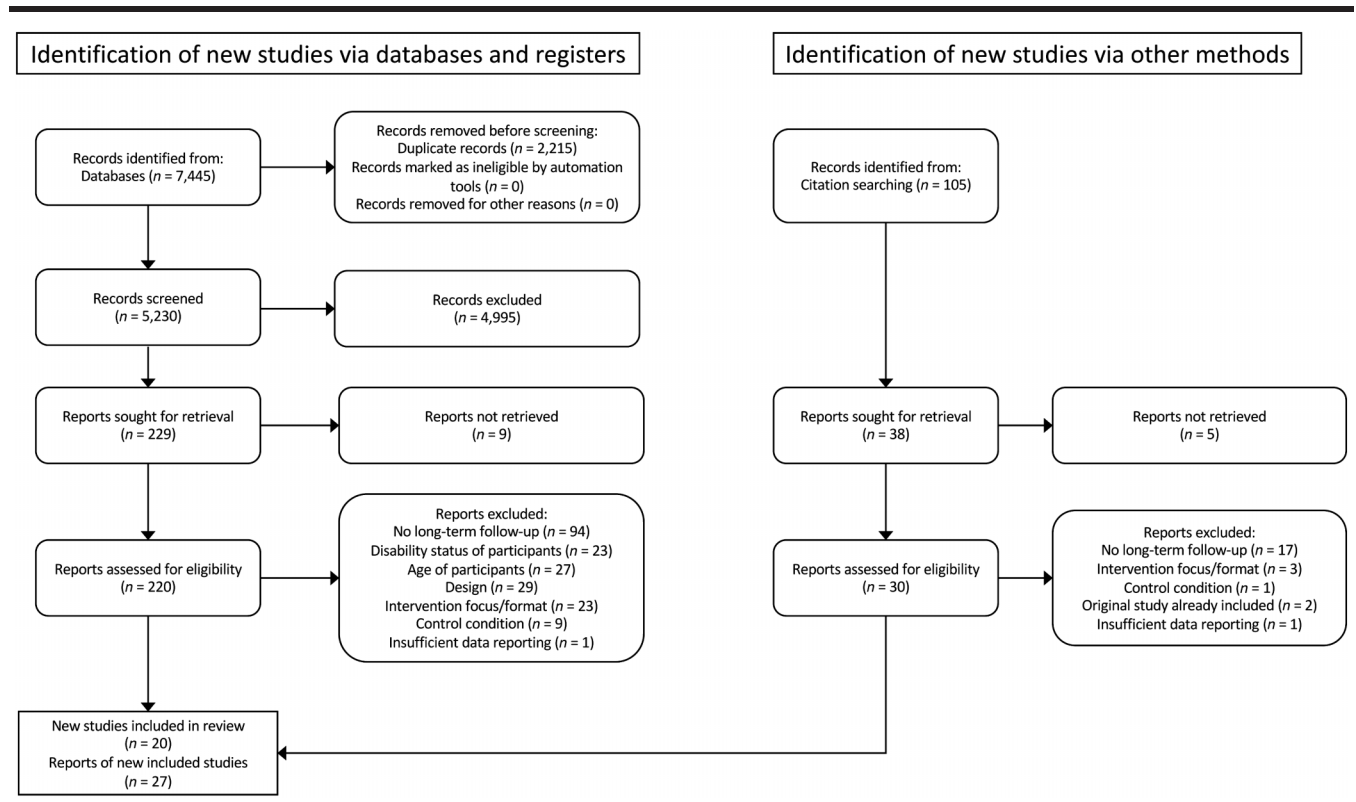 Identification of new studies via databases and registers
Records identified from:
Databases (n = 7,445)
Records removed before screening:
Duplicate records (n = 2,215)
Records marked as ineligible by automation
tools (n = 0)
Records removed for other reasons (n = 0)
Records screened
(n = 5,230)
Records excluded
(n = 4,995)
Reports sought for retrieval
(n = 229)
Reports not retrieved
(n = 9)
Reports assessed for eligibility
(n = 220)
Reports excluded:
No long-term follow-up (n = 94)
Disability status of participants (n = 23)
Age of participants (n = 27)
Design (n = 29)
Intervention focus/format (n = 23)
Control condition (n = 9)
Insufficient data reporting (n = 1)
New studies included in review
(n = 20)
Reports of new included studies
(n = 27)
Identification of new studies via other methods
Records identified from:
Citation searching (n = 105)
Reports sought for retrieval
(n = 38)
Reports not retrieved
(n = 5)
Reports assessed for eligibility
(n = 30)
Reports excluded:
No long-term follow-up (n = 17)
Intervention focus/format (n = 3)
Control condition (n = 1)
Original study already included (n = 2)
Insufficient data reporting (n = 1)